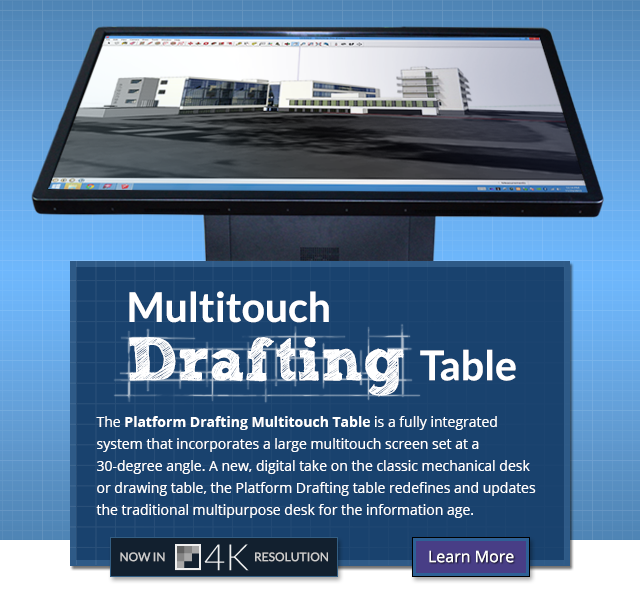 Multitouch
Drafting Table
The Platform Drafting Multitouch Table is a fully integrated
system that incorporates a large multitouch screen set at a
30-degree angle. A new, digital take on the classic mechanical desk
or drawing table, the Platform Drafting table redefines and updates
the traditional multipurpose desk for the information age.
NOW IN 4K RESOLUTION
Learn More